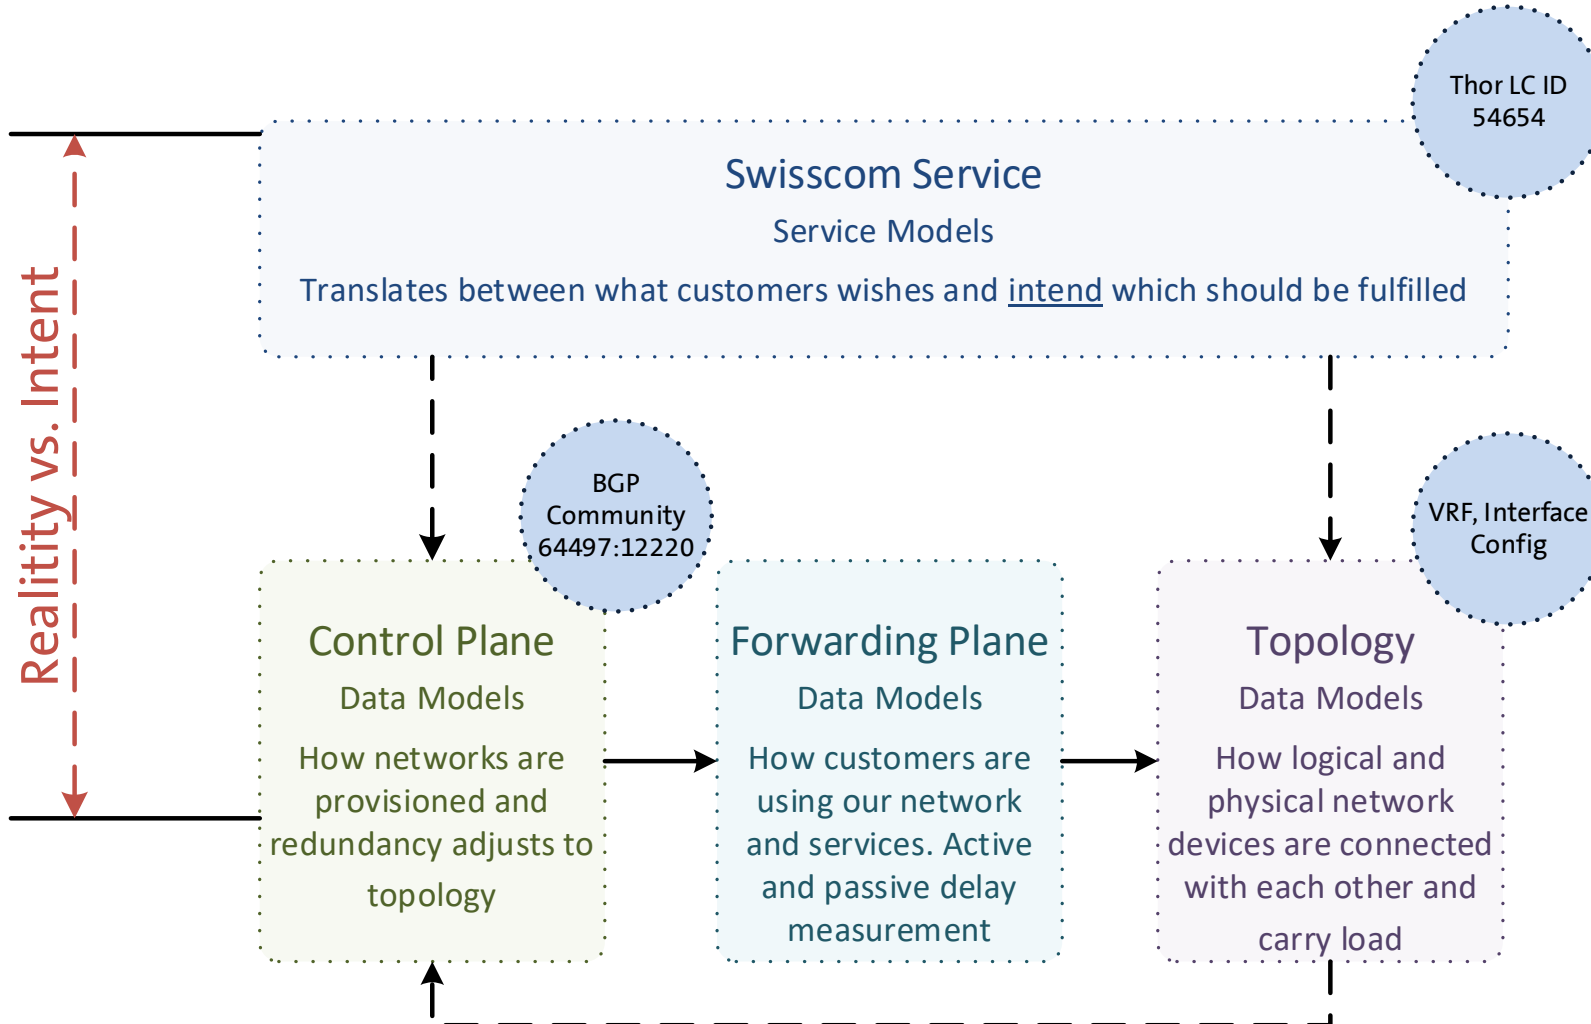 Thor LC ID
54654
Swisscom Service
Service Models
Translates between what customers wishes and intend which should be fulfilled
Realitity vs. Intent
BGP
Community
64497:12220
VRF, Interface
Config
Control Plane
Data Models
How networks are
provisioned and
redundancy adjusts to
topology
Forwarding Plane
Data Models
How customers are
using our network
and services. Active
and passive delay
measurement
Topology
Data Models
How logical and
physical network
devices are connected
with each other and
carry load